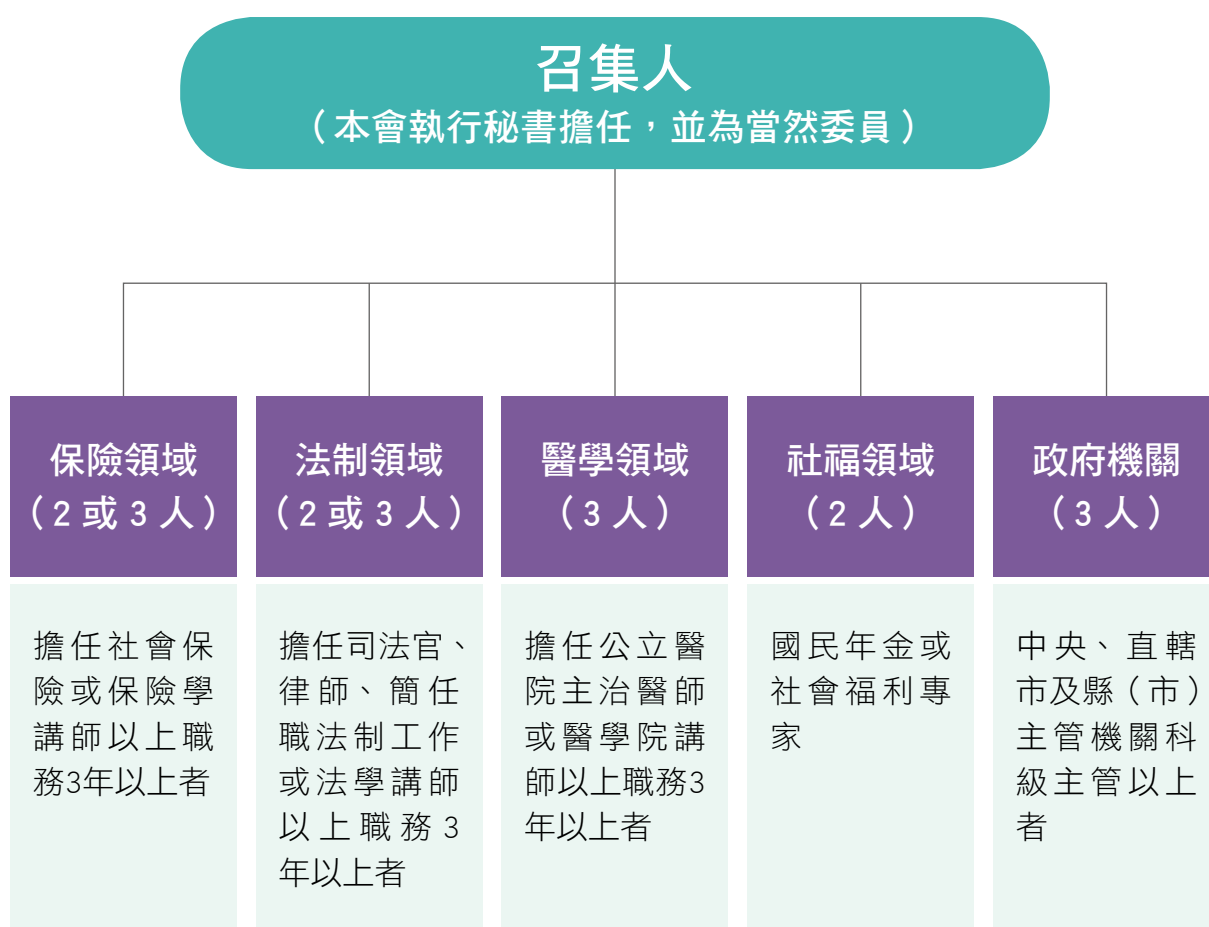 召集人
（本會執行秘書擔任，並為當然委員）
保險領域
（2 或 3 人）
擔任社會保
險或保險學
講師以上職
務3年以上者
法制領域
（2 或 3 人）
擔任司法官、
律師、簡任
職法制工作
或法學講師
以上職務3
年以上者
醫學領域
（3 人）
擔任公立醫
院主治醫師
或醫學院講
師以上職務3
年以上者
社福領域
（2 人）
國民年金或
社會福利專
家
政府機關
（3 人）
中央、直轄
市及縣（市）
主管機關科
級主管以上
者